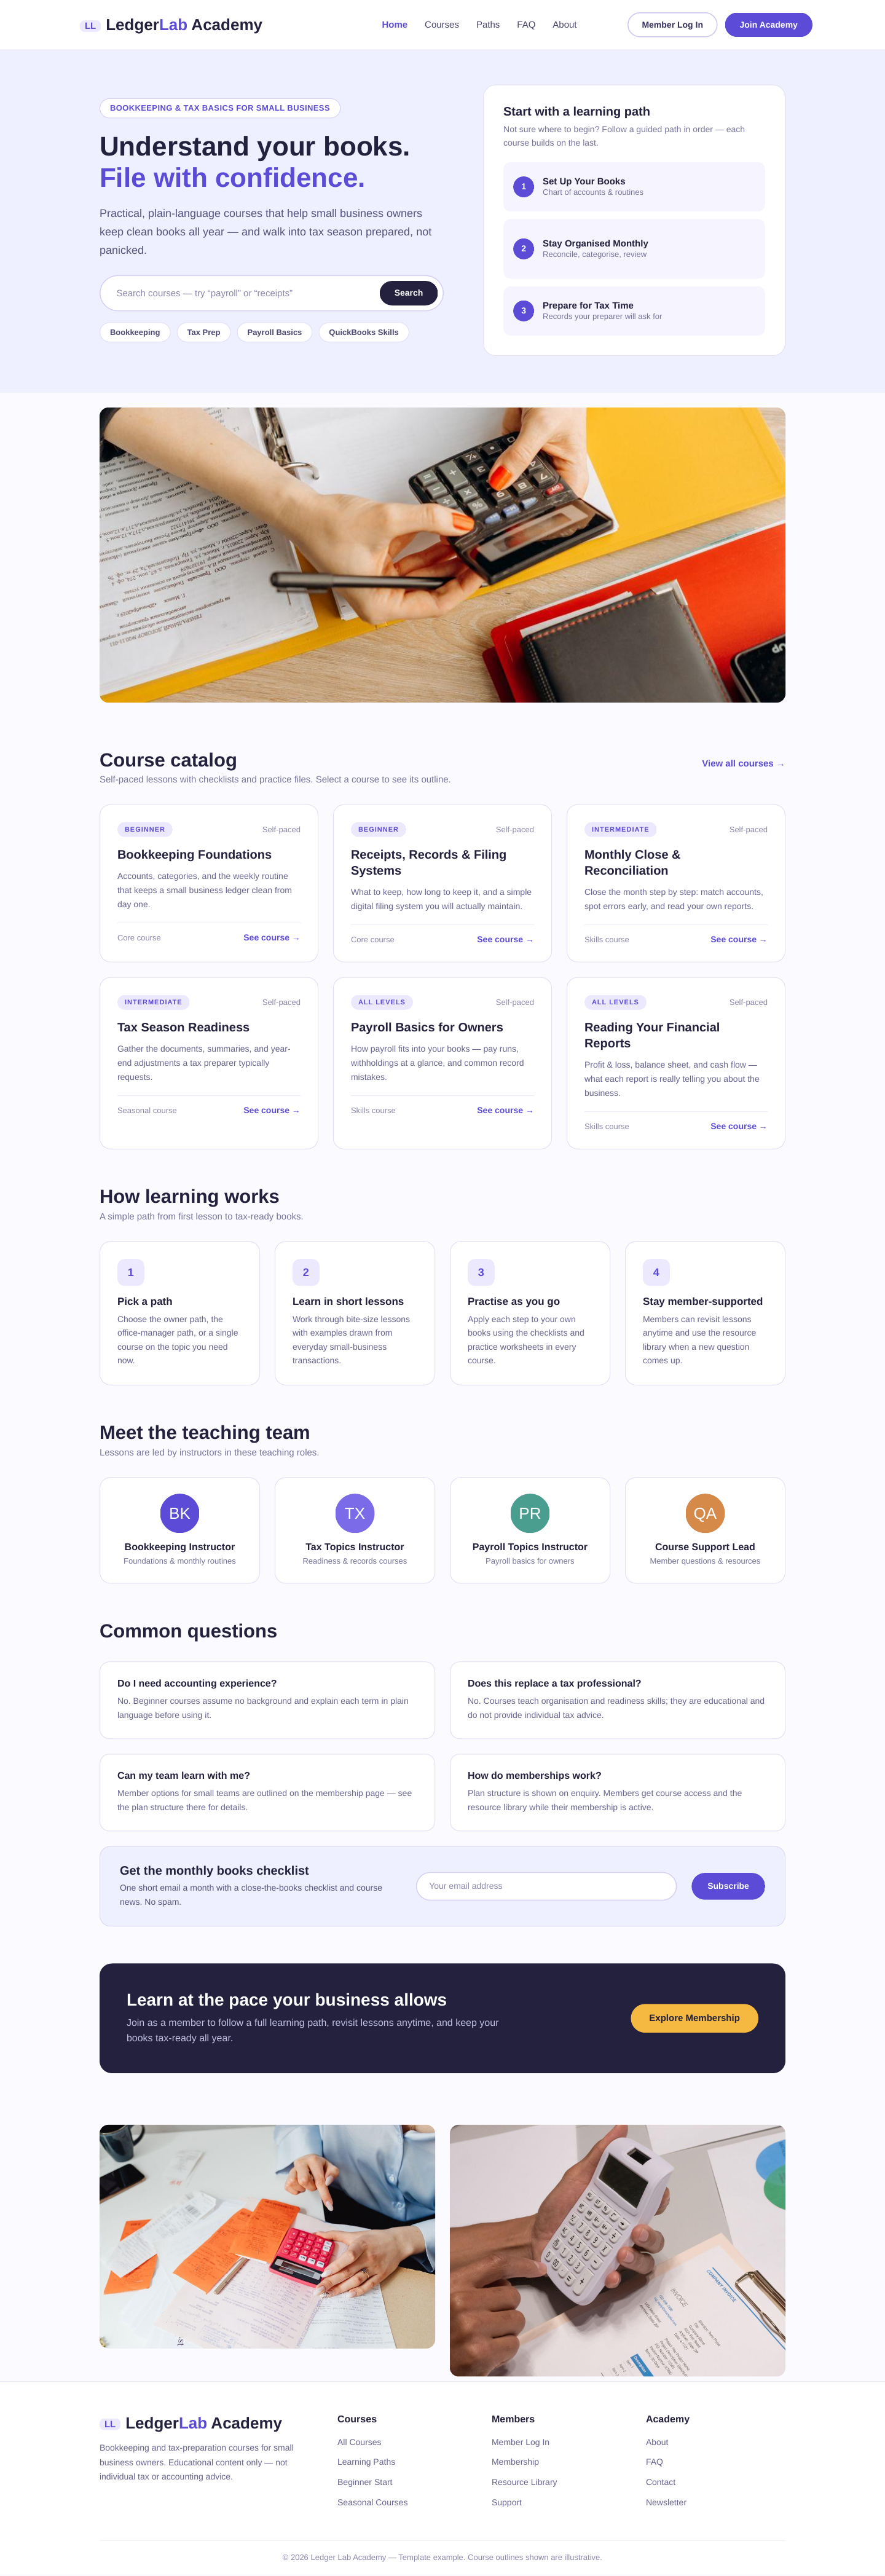 LL LedgerLab Academy
Home
Courses
Paths
FAQ
About
Member Log In
Join Academy
BOOKKEEPING & TAX BASICS FOR SMALL BUSINESS
Understand your books.
File with confidence.
Practical, plain-language courses that help small business owners
keep clean books all year — and walk into tax season prepared, not
panicked.
Search courses — try “payroll” or “receipts”
Search
Bookkeeping
Tax Prep
Payroll Basics
QuickBooks Skills
Start with a learning path
Not sure where to begin? Follow a guided path in order — each
course builds on the last.
1
Set Up Your Books
Chart of accounts & routines
2
Stay Organised Monthly
Reconcile, categorise, review
3
Prepare for Tax Time
Records your preparer will ask for
Course catalog
Self-paced lessons with checklists and practice files. Select a course to see its outline.
View all courses →
BEGINNER
Self-paced
Bookkeeping Foundations
Accounts, categories, and the weekly routine
that keeps a small business ledger clean from
day one.
Core course
See course →
BEGINNER
Self-paced
Receipts, Records & Filing
Systems
What to keep, how long to keep it, and a simple
digital filing system you will actually maintain.
Core course
See course →
INTERMEDIATE
Self-paced
Monthly Close &
Reconciliation
Close the month step by step: match accounts,
spot errors early, and read your own reports.
Skills course
See course →
INTERMEDIATE
Self-paced
Tax Season Readiness
Gather the documents, summaries, and year-
end adjustments a tax preparer typically
requests.
Seasonal course
See course →
ALL LEVELS
Self-paced
Payroll Basics for Owners
How payroll fits into your books — pay runs,
withholdings at a glance, and common record
mistakes.
Skills course
See course →
ALL LEVELS
Self-paced
Reading Your Financial
Reports
Profit & loss, balance sheet, and cash flow —
what each report is really telling you about the
business.
Skills course
See course →
How learning works
A simple path from first lesson to tax-ready books.
1
Pick a path
Choose the owner path, the
office-manager path, or a single
course on the topic you need
now.
2
Learn in short lessons
Work through bite-size lessons
with examples drawn from
everyday small-business
transactions.
3
Practise as you go
Apply each step to your own
books using the checklists and
practice worksheets in every
course.
4
Stay member-supported
Members can revisit lessons
anytime and use the resource
library when a new question
comes up.
Meet the teaching team
Lessons are led by instructors in these teaching roles.
BK
Bookkeeping Instructor
Foundations & monthly routines
TX
Tax Topics Instructor
Readiness & records courses
PR
Payroll Topics Instructor
Payroll basics for owners
QA
Course Support Lead
Member questions & resources
Common questions
Do I need accounting experience?
No. Beginner courses assume no background and explain each term in plain
language before using it.
Does this replace a tax professional?
No. Courses teach organisation and readiness skills; they are educational and
do not provide individual tax advice.
Can my team learn with me?
Member options for small teams are outlined on the membership page — see
the plan structure there for details.
How do memberships work?
Plan structure is shown on enquiry. Members get course access and the
resource library while their membership is active.
Get the monthly books checklist
One short email a month with a close-the-books checklist and course
news. No spam.
Your email address
Subscribe
Learn at the pace your business allows
Join as a member to follow a full learning path, revisit lessons anytime, and keep your
books tax-ready all year.
Explore Membership
INVOICE
COMPANY INVOICE
LL LedgerLab Academy
Bookkeeping and tax-preparation courses for small
business owners. Educational content only — not
individual tax or accounting advice.
Courses
All Courses
Learning Paths
Beginner Start
Seasonal Courses
Members
Member Log In
Membership
Resource Library
Support
Academy
About
FAQ
Contact
Newsletter
© 2026 Ledger Lab Academy — Template example. Course outlines shown are illustrative.